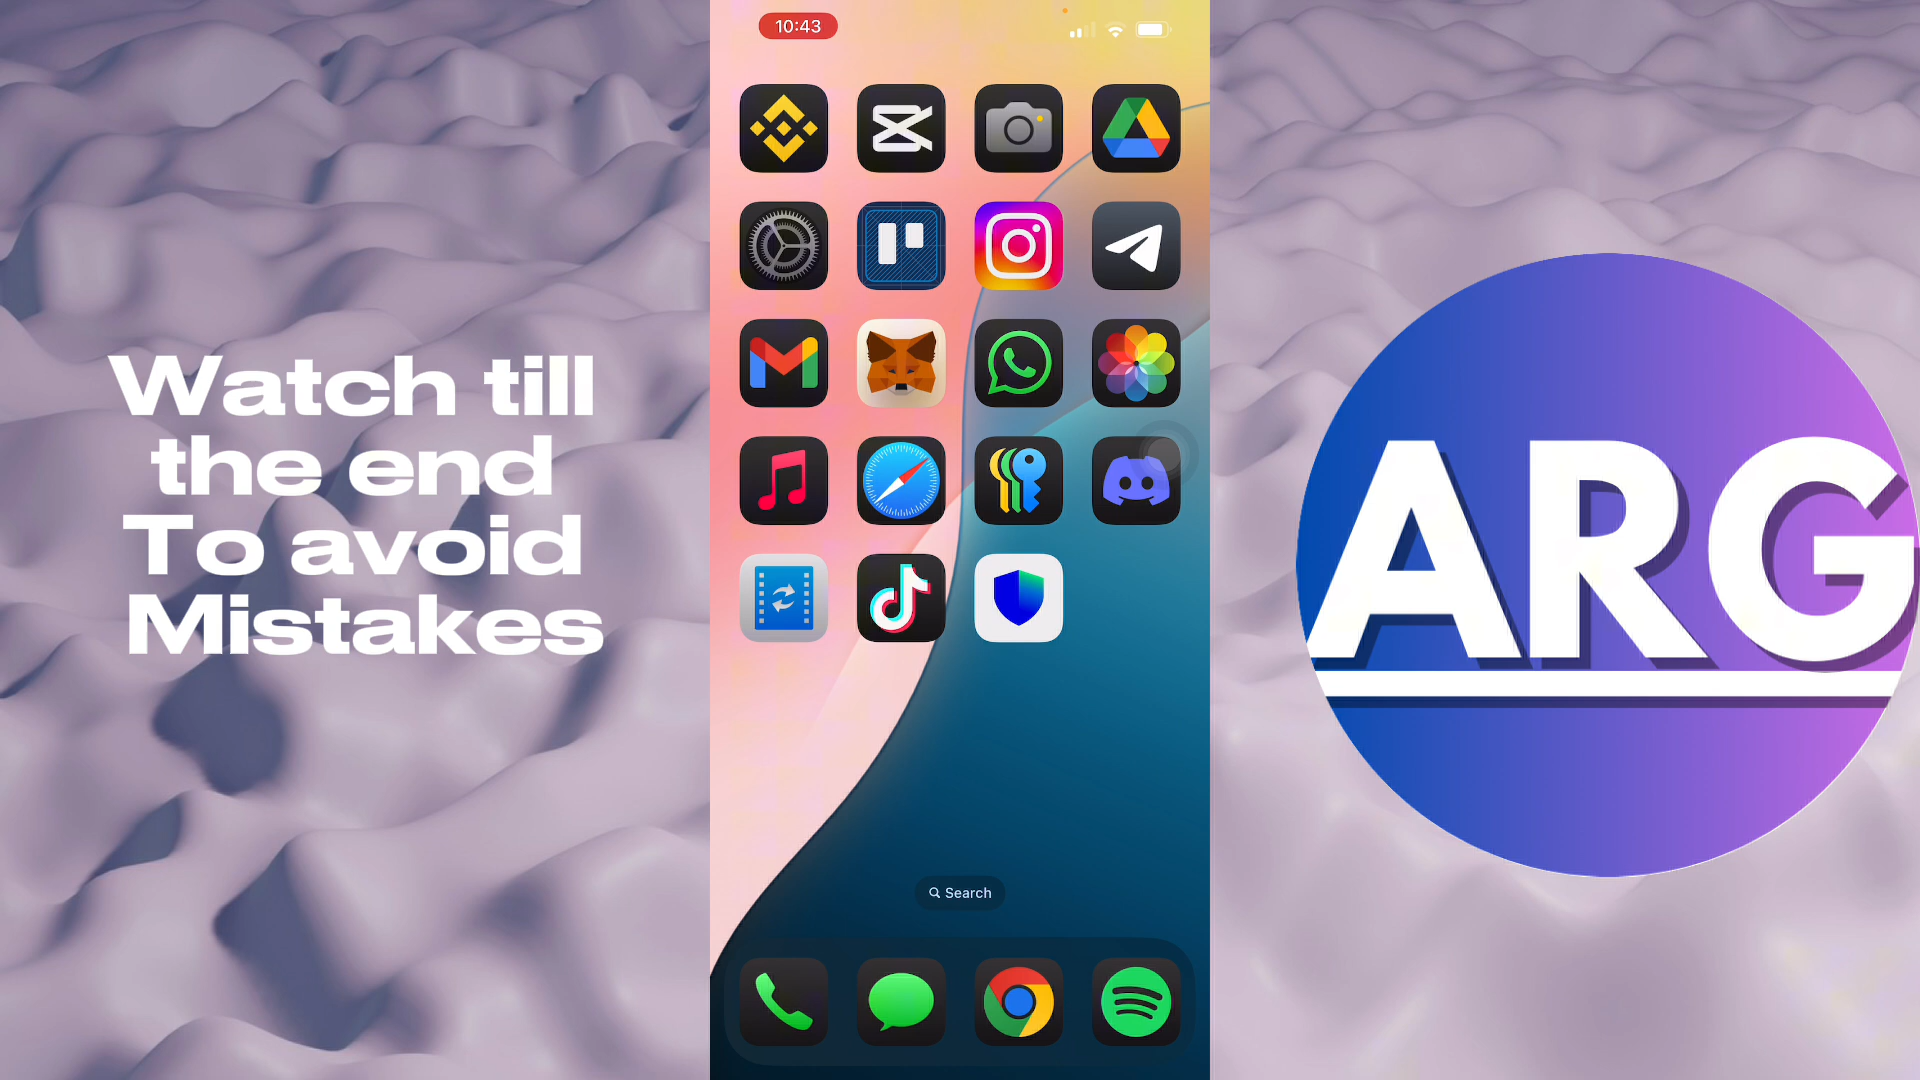 Watch till
the end
To avoid
Mistakes
10:43
Search
ARG